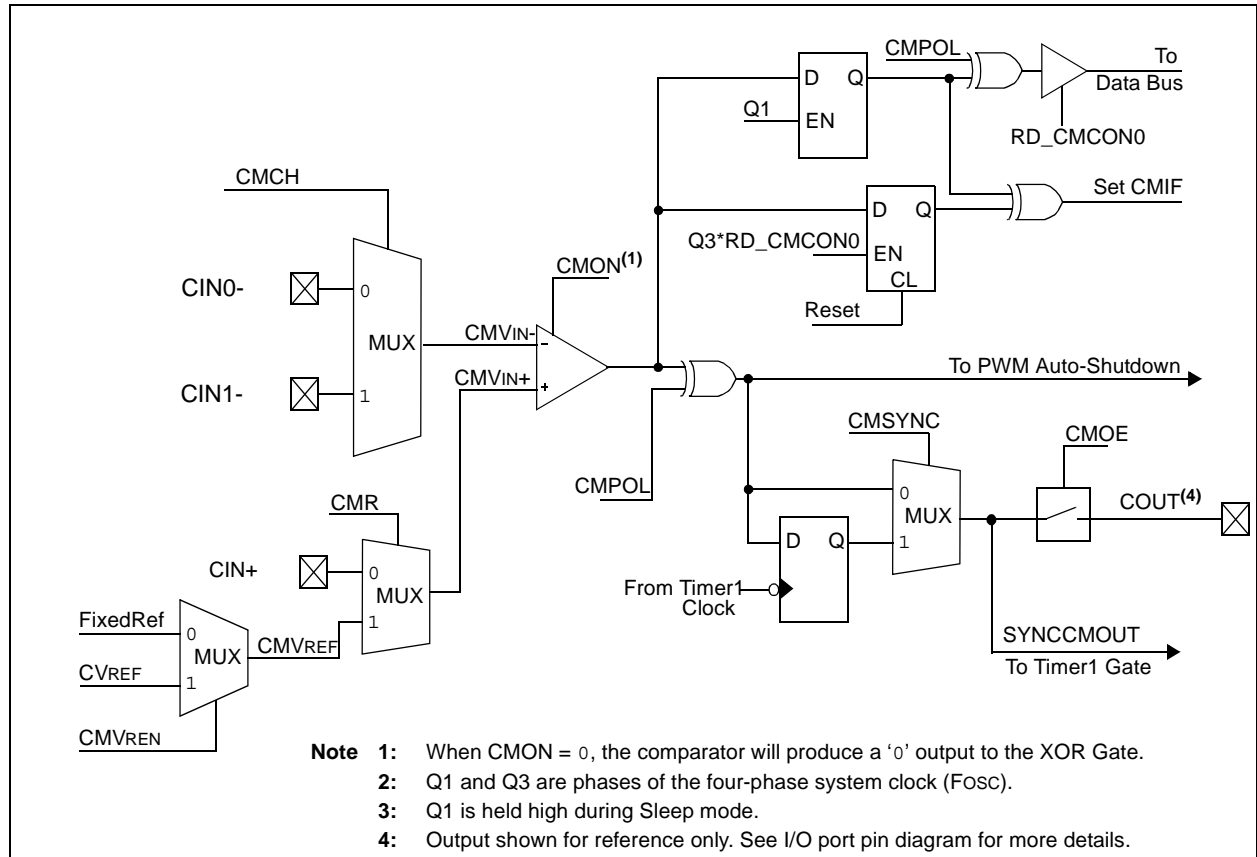 CMPOL
To
Data Bus
D Q
Q1
EN
RD_CMCON0
CMCH
Set CMIF
D Q
Q3*RD_CMCON0
EN
CL
Reset
CMON(1)
CIN0-
0
MUX
CMVIN-
-
CIN1-
1
CMVIN+
+
To PWM Auto-Shutdown
CMSYNC
CMOE
CMPOL
0
MUX
1
COUT(4)
CMR
D Q
CIN+
0
MUX
1
From Timer1
Clock
FixedRef
0
MUX
CMVREF
CVREF
1
SYNCCMOUT
To Timer1 Gate
CMVREN
Note 1: When CMON = 0, the comparator will produce a ‘0’ output to the XOR Gate.
2: Q1 and Q3 are phases of the four-phase system clock (FOSC).
3: Q1 is held high during Sleep mode.
4: Output shown for reference only. See I/O port pin diagram for more details.